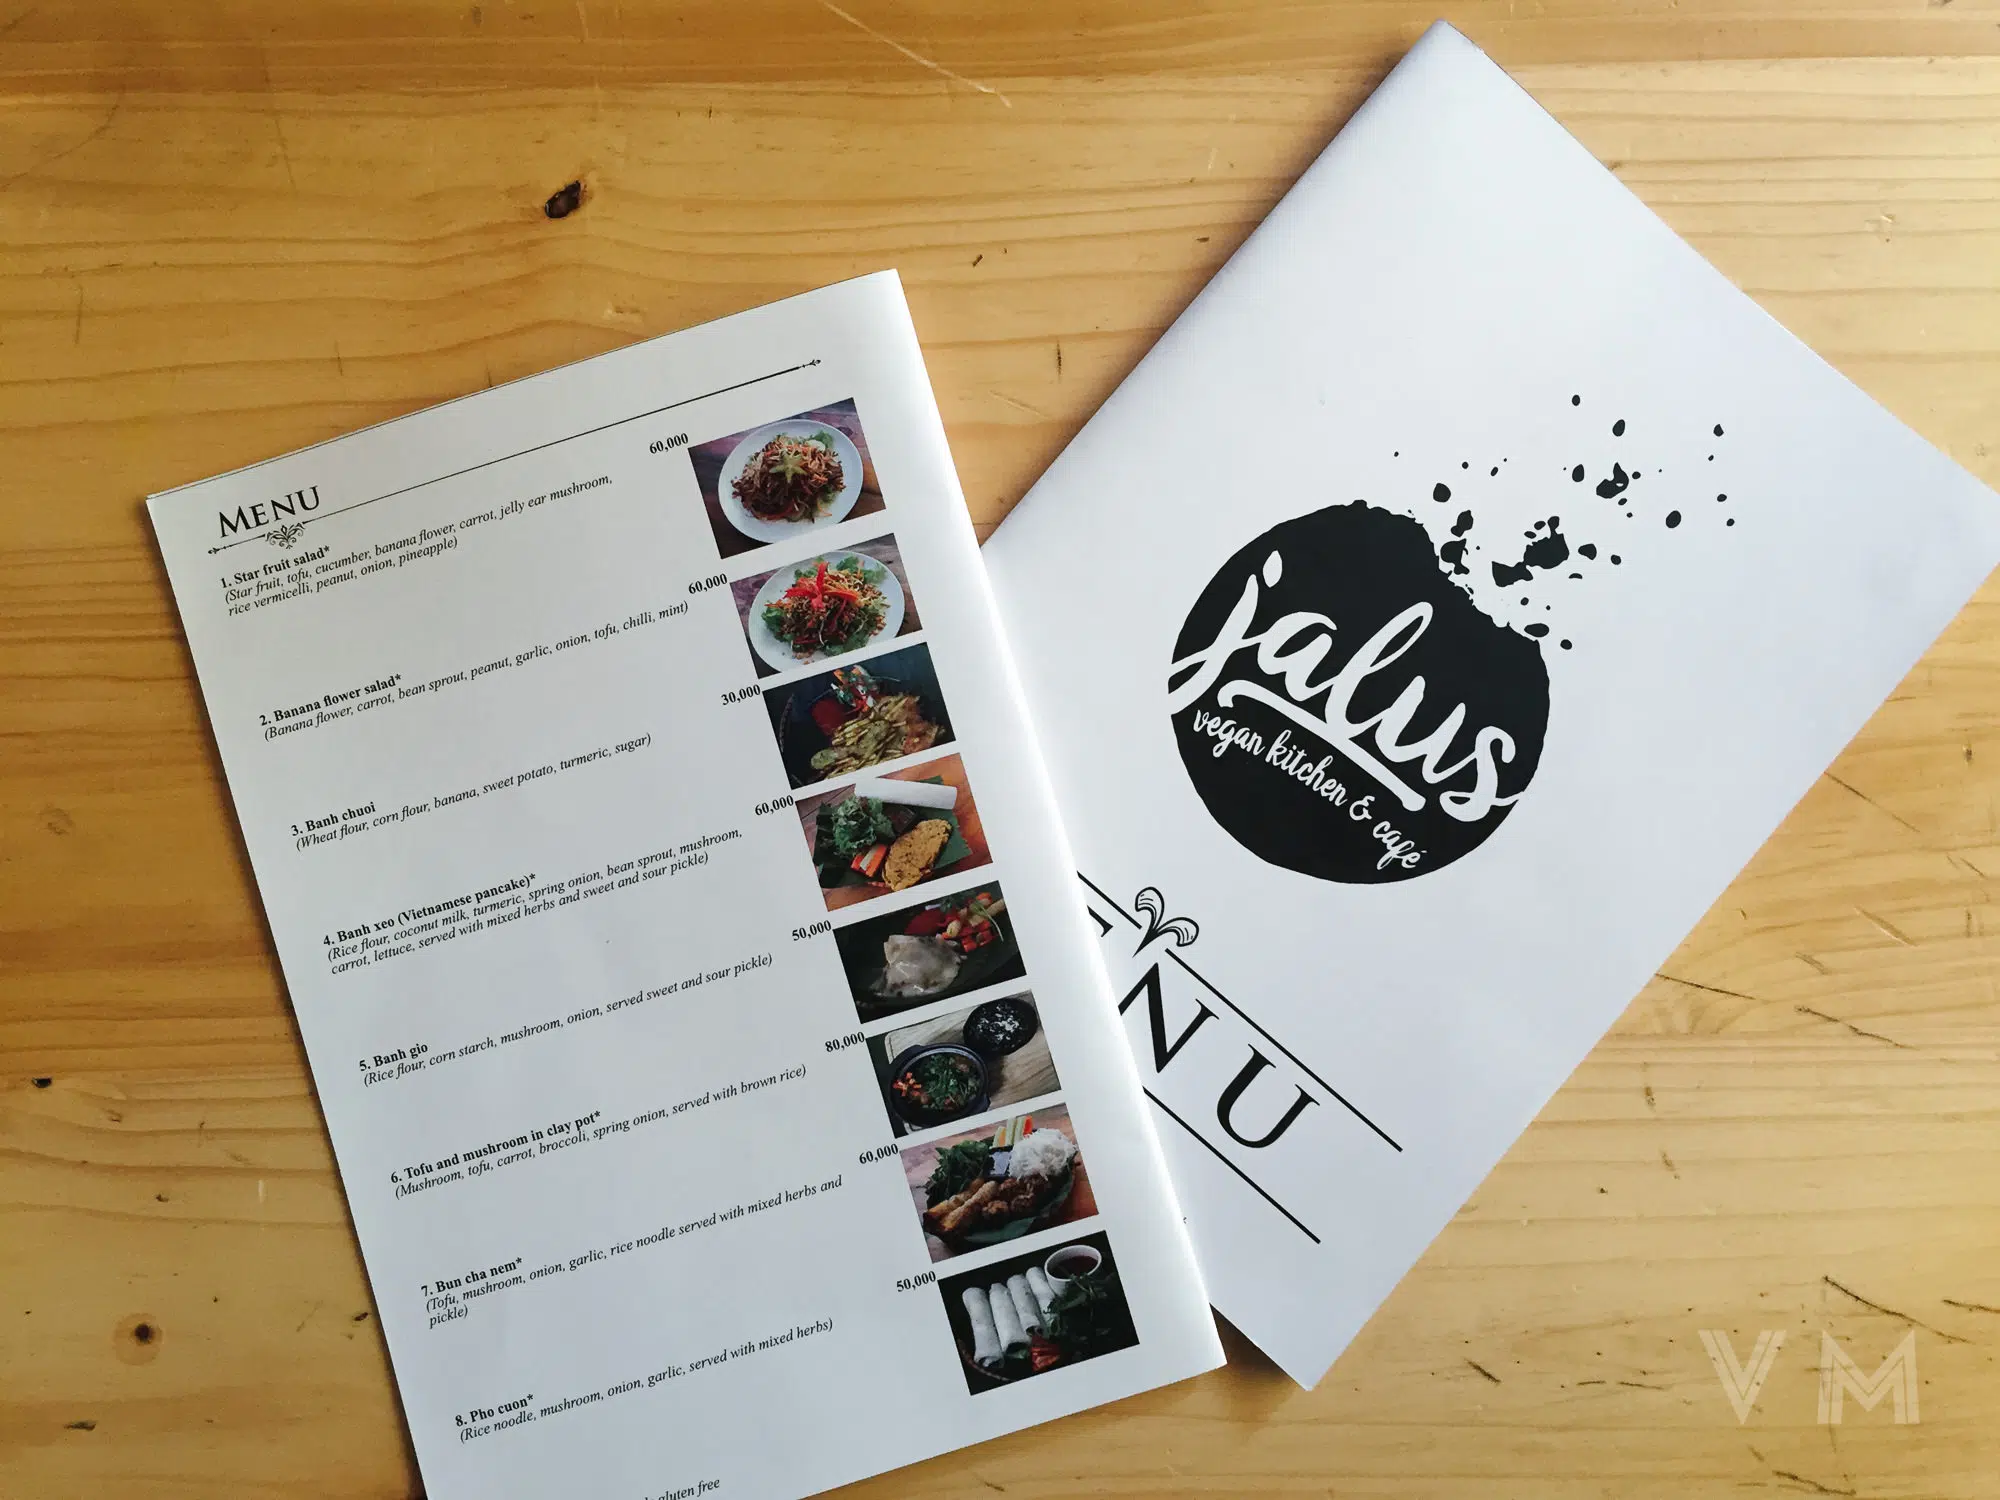 MENU
1. Star fruit salad*
60,000
(Star fruit, tofu, cucumber, banana flower, carrot, jelly ear mushroom,
rice vermicelli, peanut, onion, pineapple)
2. Banana flower salad*
60,000
(Banana flower, carrot, bean sprout, peanut, garlic, onion, tofu, chilli, mint)
3. Banh chuoi
30,000
(Wheat flour, corn flour, banana, sweet potato, turmeric, sugar)
4. Banh xeo (Vietnamese pancake)*
60,000
(Rice flour, coconut milk, turmeric, spring onion, bean sprout, mushroom,
carrot, lettuce, served with mixed herbs and sweet and sour pickle)
5. Banh gio
50,000
(Rice flour, corn starch, mushroom, onion, served sweet and sour pickle)
6. Tofu and mushroom in clay pot*
80,000
(Mushroom, tofu, carrot, broccoli, spring onion, served with brown rice)
7. Bun cha nem*
60,000
(Tofu, mushroom, onion, garlic, rice noodle served with mixed herbs and
pickle)
8. Pho cuon*
50,000
(Rice noodle, mushroom, onion, garlic, served with mixed herbs)
gluten free
jalus
vegan kitchen & café
ENU
VM